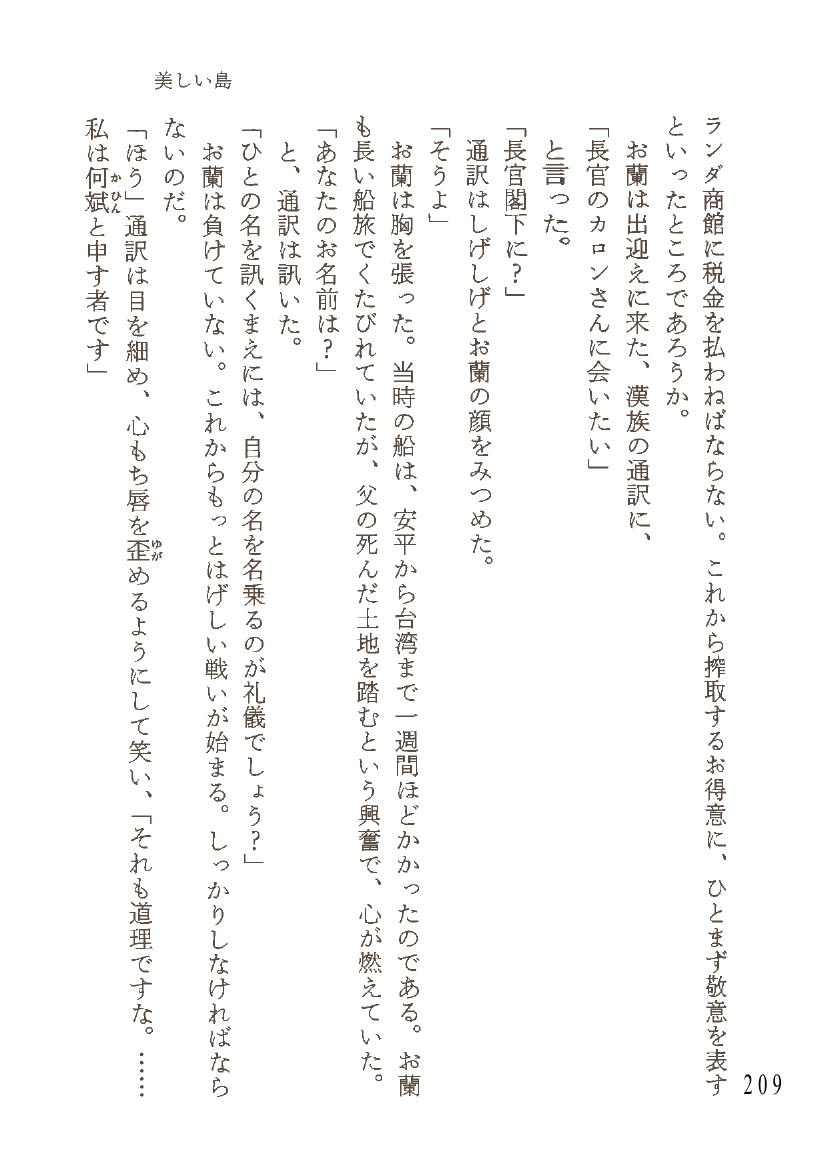 美しい島
ランダ商館に税金を払わねばならない。これから搾取するお得意に、ひとまず敬意を表す
といったところであろうか。
お蘭は出迎えに来た、漢族の通訳に、
「長官のカロンさんに会いたい」
と言った。
「長官閣下に？」
通訳はしげしげとお蘭の顔をみつめた。
「そうよ」
お蘭は胸を張った。当時の船は、安平から台湾まで一週間ほどかかったのである。お蘭
も長い船旅でくたびれていたが、父の死んだ土地を踏むという興奮で、心が燃えていた。
「あなたのお名前は？」
と、通訳は訊いた。
「ひとの名を訊くまえには、自分の名を名乗るのが礼儀でしょう？」
お蘭は負けていない。これからもっとはげしい戦いが始まる。しっかりしなければなら
ないのだ。
「ほう」通訳は目を細め、心もち唇を歪めるようにして笑い、「それも道理ですな。……
ゆが
私は何斌と申す者です」
かひん
209